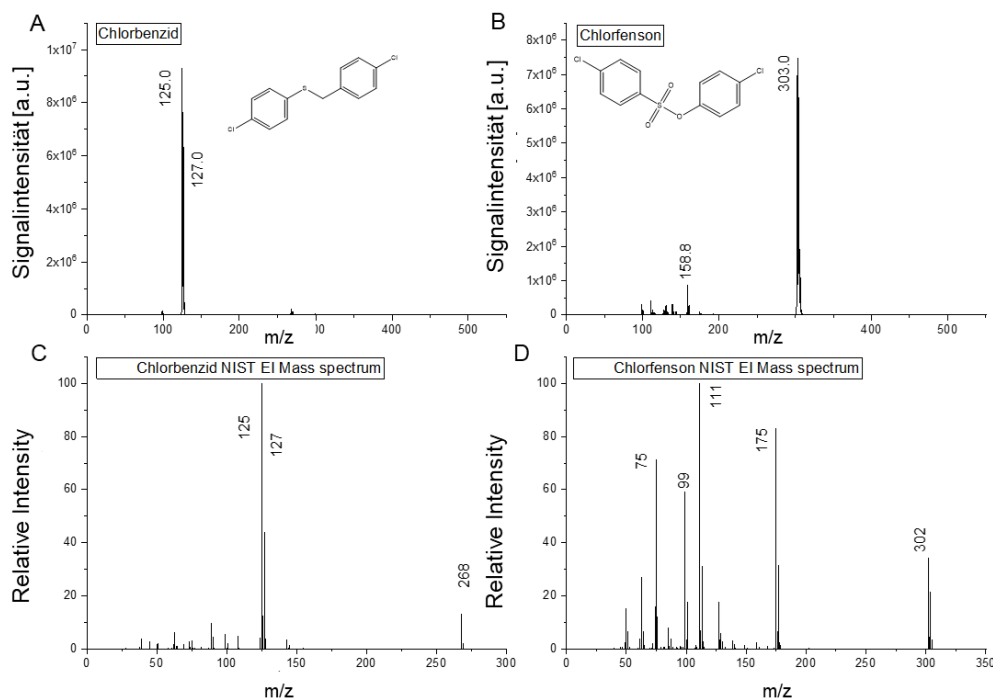 A
Chlorbenzid
Signalintensität [a.u.]
1x10⁷
8x10⁶
6x10⁶
4x10⁶
2x10⁶
0
125.0
127.0
Cl
S
Cl
0 100 200 300 400 500
m/z
B
Chlorfenson
Signalintensität [a.u.]
8x10⁶
7x10⁶
6x10⁶
5x10⁶
4x10⁶
3x10⁶
2x10⁶
1x10⁶
0
Cl
O
S
O
O
Cl
158.8
303.0
0 100 200 300 400 500
m/z
C
Chlorbenzid NIST EI Mass spectrum
Relative Intensity
100
80
60
40
20
0
125
127
268
0 50 100 150 200 250 300
m/z
D
Chlorfenson NIST EI Mass spectrum
Relative Intensity
100
80
60
40
20
0
75
99
111
175
302
0 50 100 150 200 250 300 350
m/z